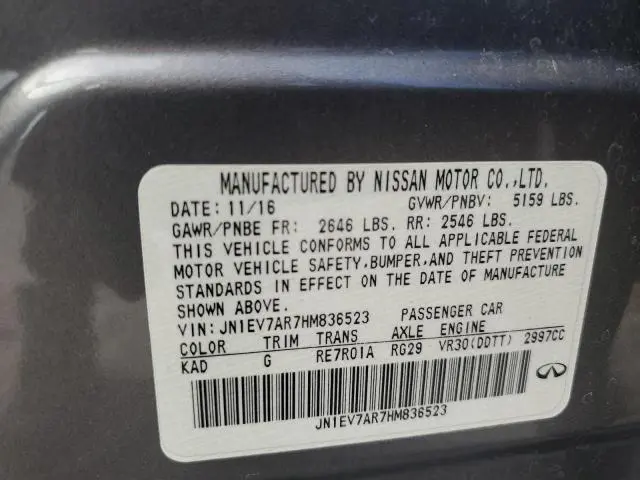 MANUFACTURED BY NISSAN MOTOR CO.,LTD.
DATE: 11/16 GVWR/PNBV: 5159 LBS.
GAWR/PNBE FR: 2646 LBS. RR: 2546 LBS.
THIS VEHICLE CONFORMS TO ALL APPLICABLE FEDERAL
MOTOR VEHICLE SAFETY,BUMPER,AND THEFT PREVENTION
STANDARDS IN EFFECT ON THE DATE OF MANUFACTURE
SHOWN ABOVE.
VIN: JN1EV7AR7HM836523 PASSENGER CAR
COLOR TRIM TRANS AXLE ENGINE
KAD G RE7R01A RG29 VR30(DDTT) 2997CC
JN1EV7AR7HM836523